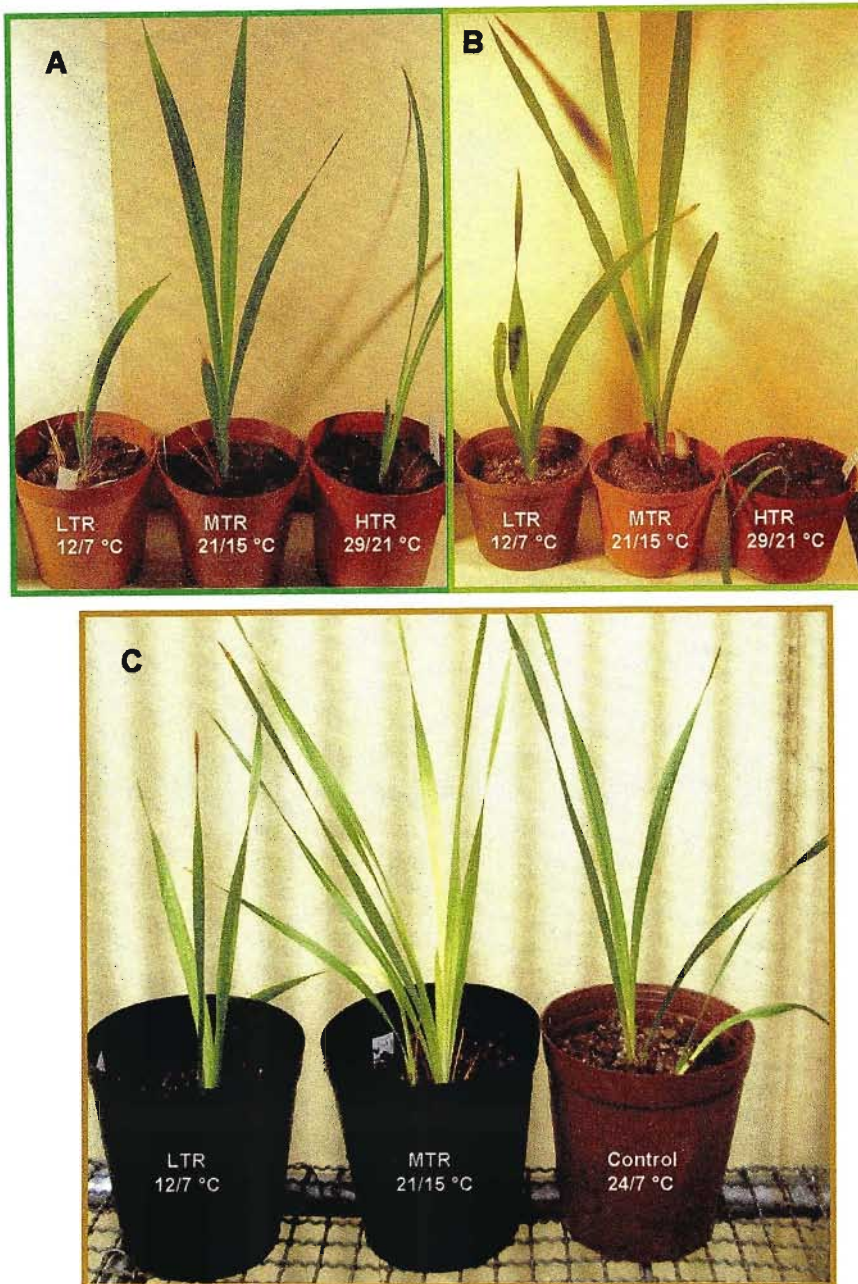 A
LTR
12/7 °C
MTR
21/15 °C
HTR
29/21 °C
B
LTR
12/7 °C
MTR
21/15 °C
HTR
29/21 °C
C
LTR
12/7 °C
MTR
21/15 °C
Control
24/7 °C